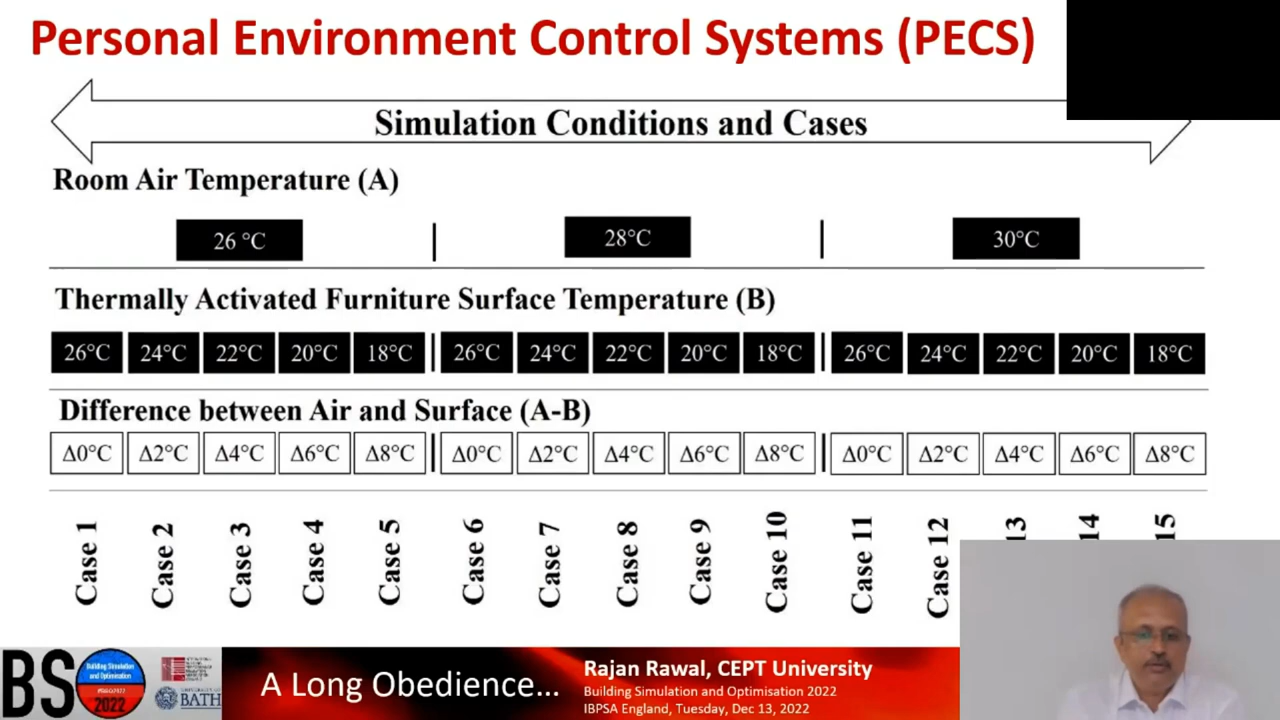 Personal Environment Control Systems (PECS)
Simulation Conditions and Cases
Room Air Temperature (A)
26 °C 28°C 30°C
Thermally Activated Furniture Surface Temperature (B)
26°C 24°C 22°C 20°C 18°C 26°C 24°C 22°C 20°C 18°C 26°C 24°C 22°C 20°C 18°C
Difference between Air and Surface (A-B)
Δ0°C Δ2°C Δ4°C Δ6°C Δ8°C Δ0°C Δ2°C Δ4°C Δ6°C Δ8°C Δ0°C Δ2°C Δ4°C Δ6°C Δ8°C
Case 1
Case 2
Case 3
Case 4
Case 5
Case 6
Case 7
Case 8
Case 9
Case 10
Case 11
Case 12
13
14
15
BSO
Building Simulation
and Optimisation
2022
BATH
A Long Obedience...
Rajan Rawal, CEPT University
Building Simulation and Optimisation 2022
IBPSA England, Tuesday, Dec 13, 2022